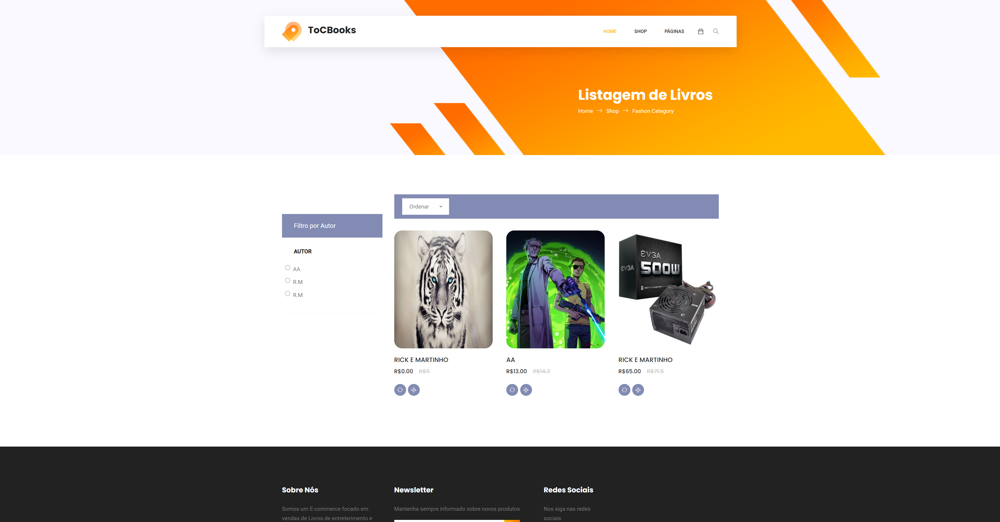 ToCBooks
HOME SHOP PÁGINAS
Listagem de Livros
Home Shop Fashon Category
Ordenar
Filtro por Autor
AUTOR
AA
R.M
R.M
EVGA
EVGA
500W
500
RICK E MARTINHO
R$0.00 R$0
AA
R$13.00 R$14.3
RICK E MARTINHO
R$65.00 R$71.5
Sobre Nós
Somos um E-commerce focado em
vendas de Livros de entreterimento e
Newsletter
Mantenha sempre informado sobre novos produtos
Redes Sociais
Nos siga nas redes
sociais